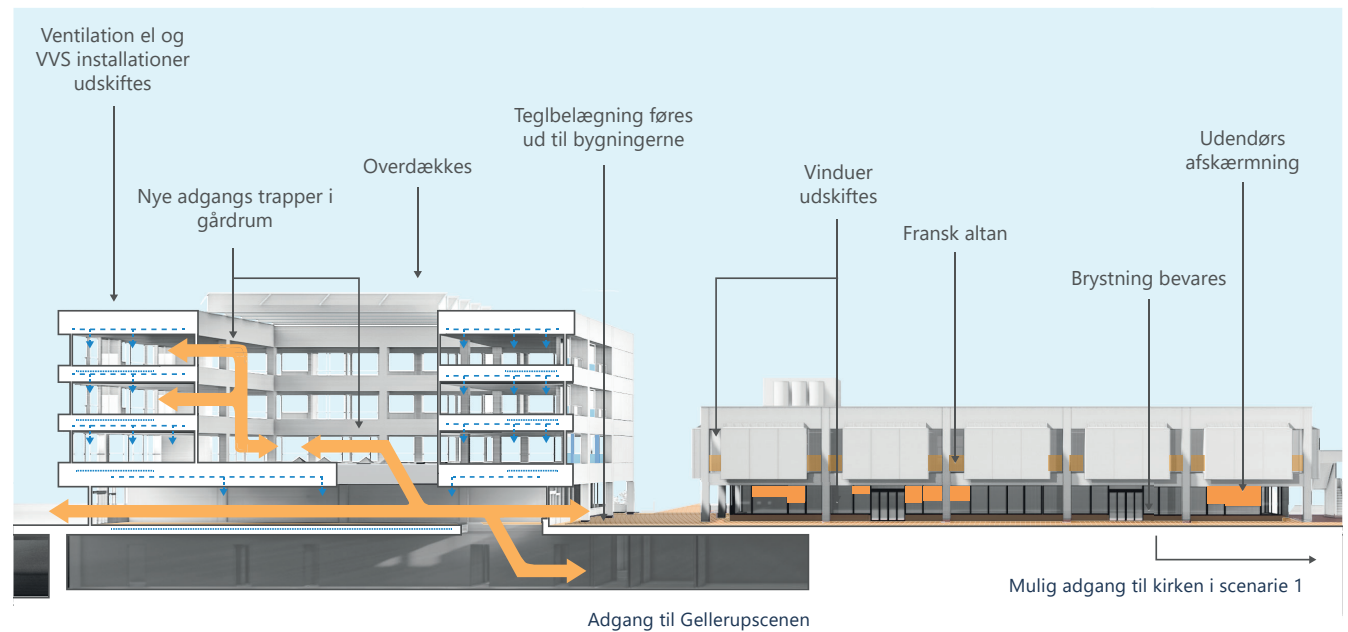 Ventilation el og
VVS installationer
udskiftes
Nye adgangs trapper i
gårdrum
Overdækkes
Teglbelægning føres
ud til bygningerne
Vinduer
udskiftes
Fransk altan
Udendørs
afskærmning
Brystning bevares
Mulig adgang til kirken i scenarie 1
Adgang til Gellerupscenen